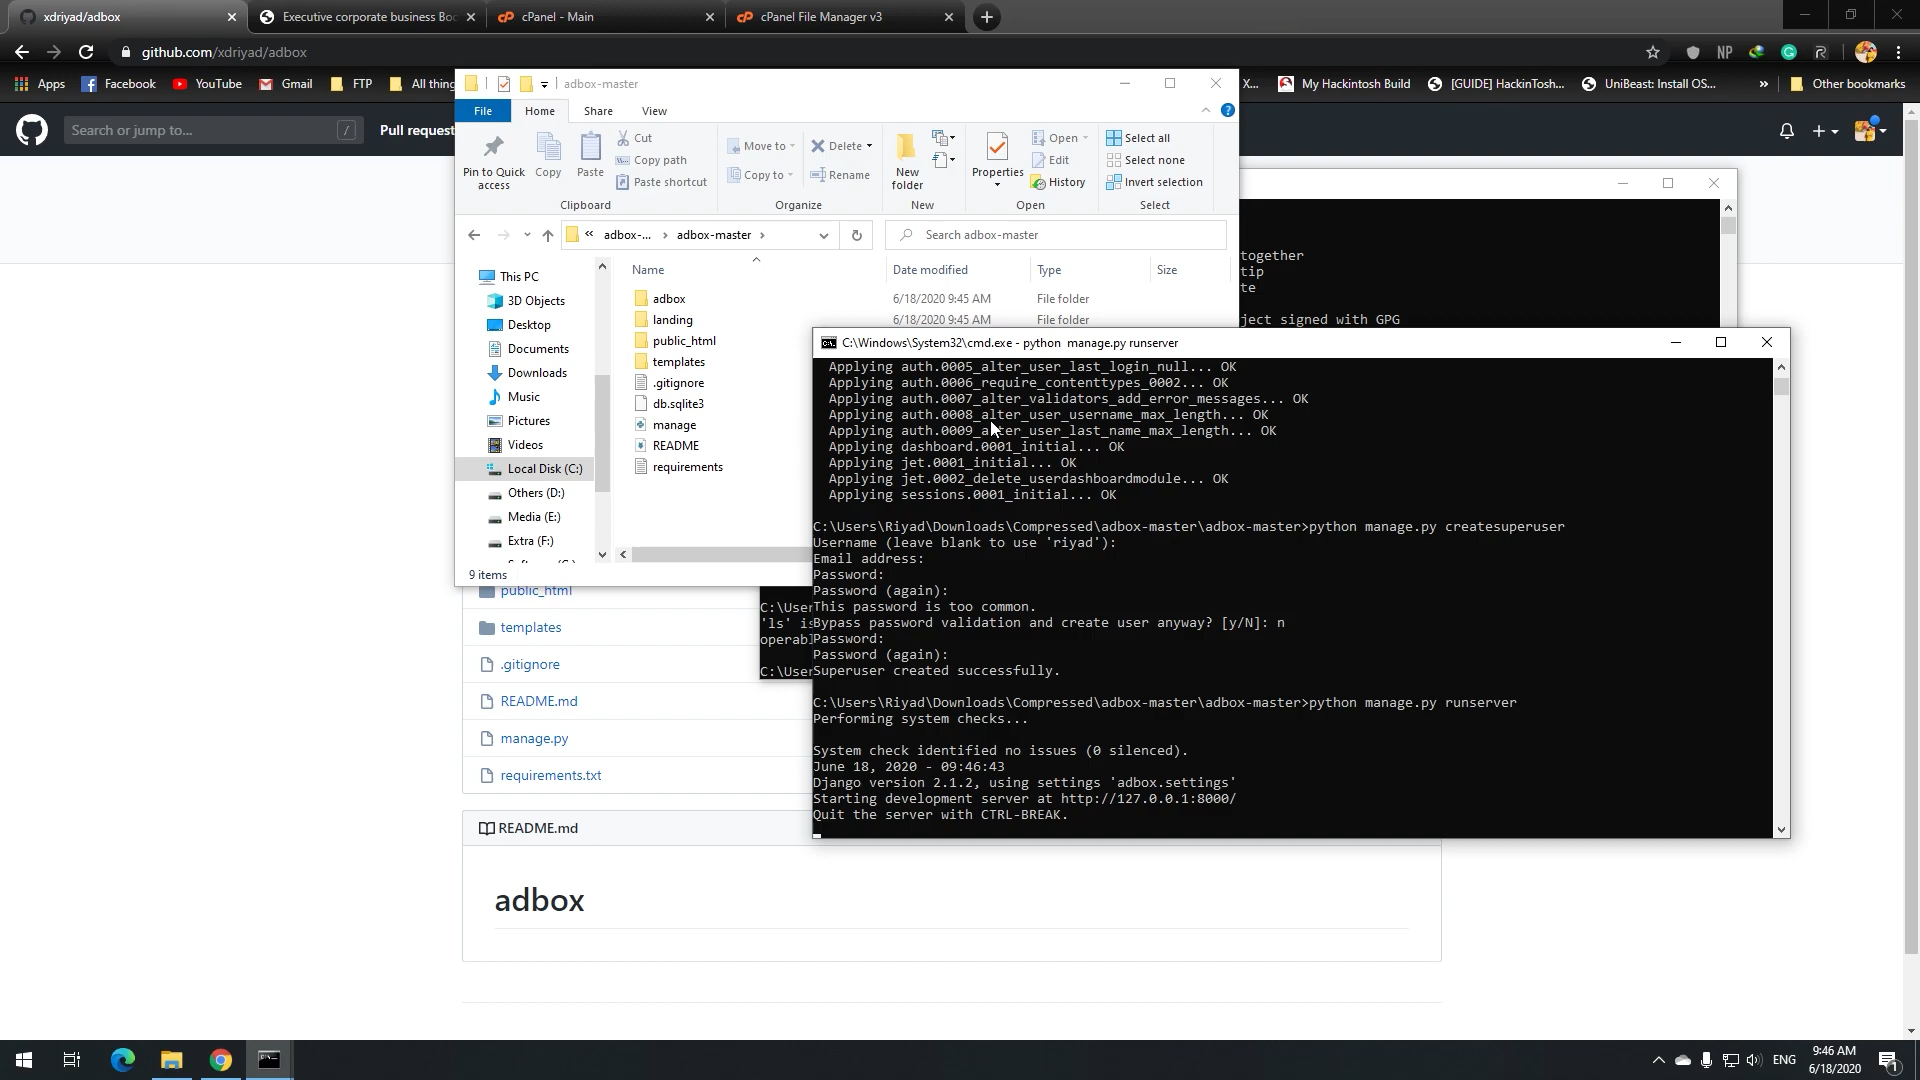 xdriyad/adbox
Executive corporate business Boo
cPanel - Main
cPanel File Manager v3
github.com/xdriyad/adbox
NP
Apps
Facebook
YouTube
Gmail
FTP
All thing
X...
My Hackintosh Build
[GUIDE] HackinTosh...
UniBeast: Install OS...
»
Other bookmarks
Search or jump to...
/
Pull request
adbox-master
File
Home
Share
View
Pin to Quick
access
Copy
Paste
Cut
Copy path
Paste shortcut
Clipboard
Move to
Copy to
Delete
Rename
Organize
New
folder
New
Properties
Open
Edit
History
Open
Select all
Select none
Invert selection
Select
« adbox-... › adbox-master ›
Search adbox-master
This PC
3D Objects
Desktop
Documents
Downloads
Music
Pictures
Videos
Local Disk (C:)
Others (D:)
Media (E:)
Extra (F:)
Name
Date modified
Type
Size
adbox
6/18/2020 9:45 AM
File folder
landing
6/18/2020 9:45 AM
File folder
public_html
templates
.gitignore
db.sqlite3
manage
README
requirements
9 items
together
tip
te
ject signed with GPG
C:\User
'ls' is
operabl
C:\User
C:\Windows\System32\cmd.exe - python  manage.py runserver
Applying auth.0005_alter_user_last_login_null... OK
Applying auth.0006_require_contenttypes_0002... OK
Applying auth.0007_alter_validators_add_error_messages... OK
Applying auth.0008_alter_user_username_max_length... OK
Applying auth.0009_alter_user_last_name_max_length... OK
Applying dashboard.0001_initial... OK
Applying jet.0001_initial... OK
Applying jet.0002_delete_userdashboardmodule... OK
Applying sessions.0001_initial... OK
C:\Users\Riyad\Downloads\Compressed\adbox-master\adbox-master>python manage.py createsuperuser
Username (leave blank to use 'riyad'):
Email address:
Password:
Password (again):
This password is too common.
Bypass password validation and create user anyway? [y/N]: n
Password:
Password (again):
Superuser created successfully.
C:\Users\Riyad\Downloads\Compressed\adbox-master\adbox-master>python manage.py runserver
Performing system checks...
System check identified no issues (0 silenced).
June 18, 2020 - 09:46:43
Django version 2.1.2, using settings 'adbox.settings'
Starting development server at http://127.0.0.1:8000/
Quit the server with CTRL-BREAK.
public_html
templates
.gitignore
README.md
manage.py
requirements.txt
README.md
adbox
ENG
9:46 AM
6/18/2020
1